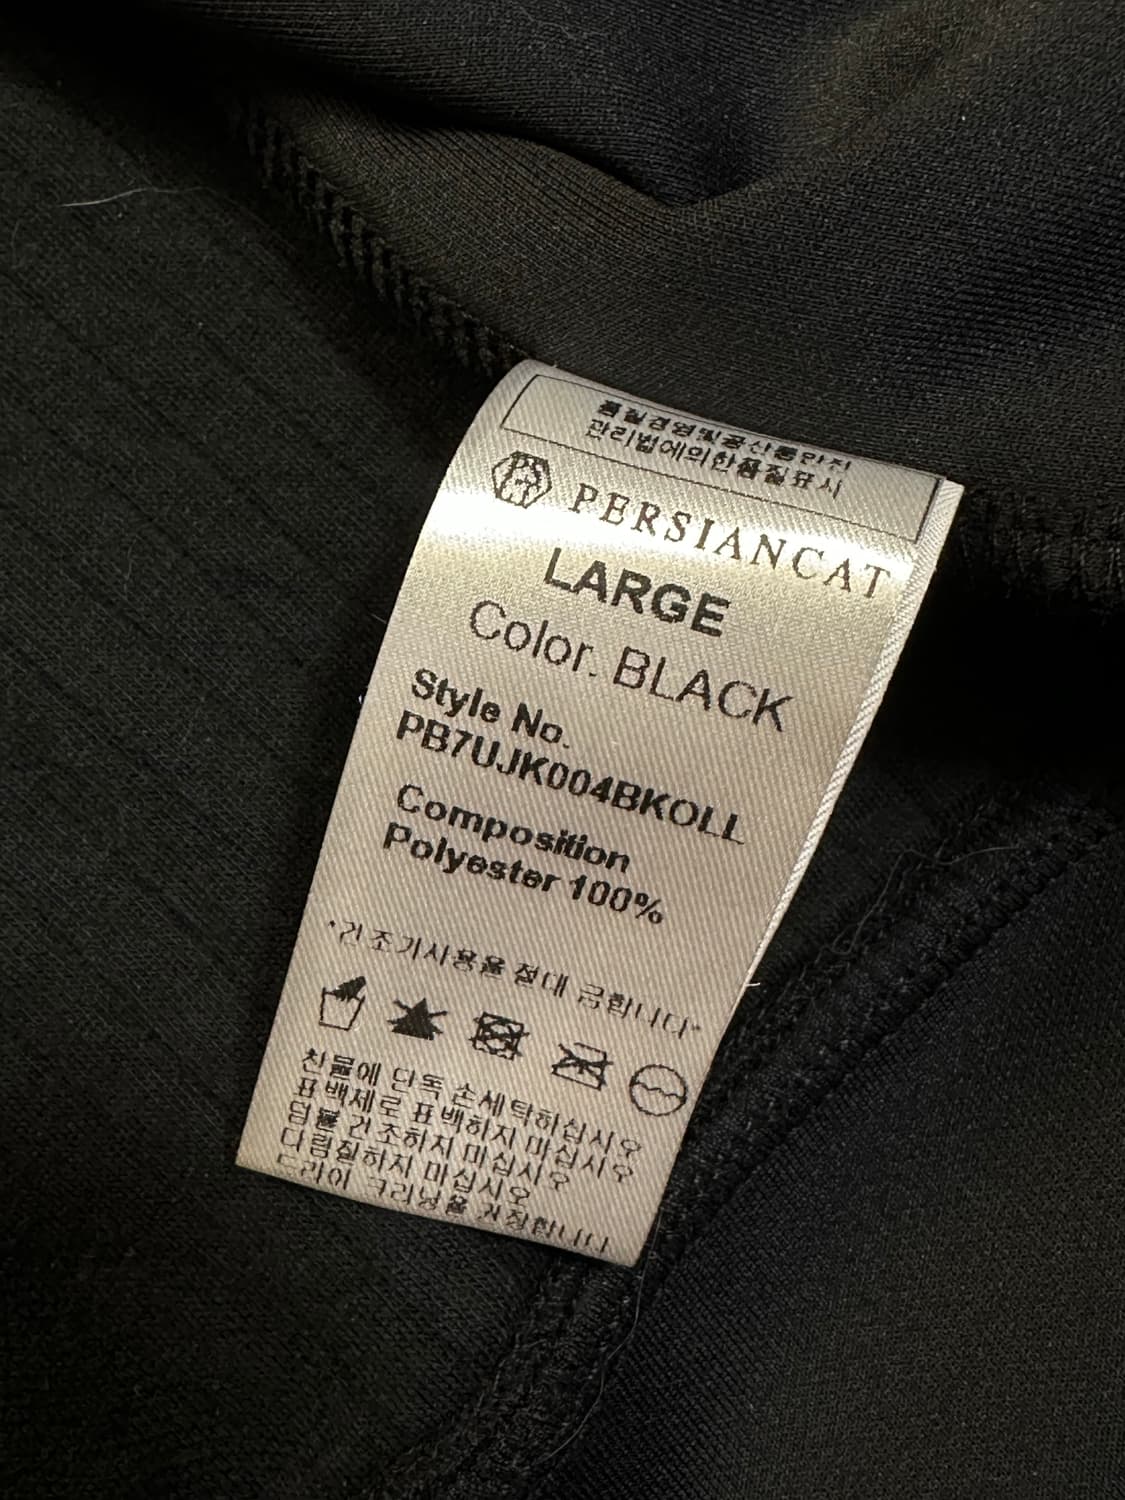 품질경영및공산품안전
관리법에의한품질표시
PS
CT
PERSIANCAT
LARGE
Color. BLACK
Style No.
PB7UJK004BKOLL
Composition
Polyester 100%
*건조기사용을 절대 금합니다*
찬물에 단독 손세탁하십시오
표백제로 표백하지 마십시오
텀블 건조하지 마십시오
다림질하지 마십시오
드라이 크리닝을 권장합니다